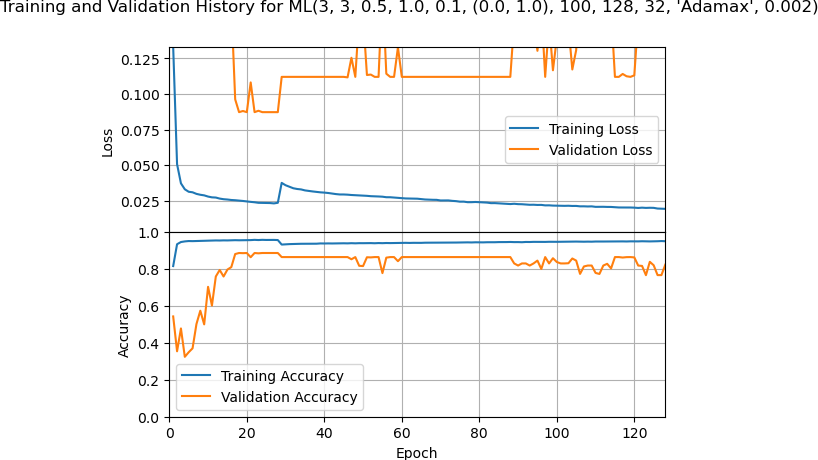 Training and Validation History for ML(3, 3, 0.5, 1.0, 0.1, (0.0, 1.0), 100, 128, 32, 'Adamax', 0.002)
0.125
0.100
0.075
0.050
0.025
Loss
Training Loss
Validation Loss
1.0
0.8
0.6
0.4
0.2
0.0
Accuracy
Training Accuracy
Validation Accuracy
0 20 40 60 80 100 120
Epoch